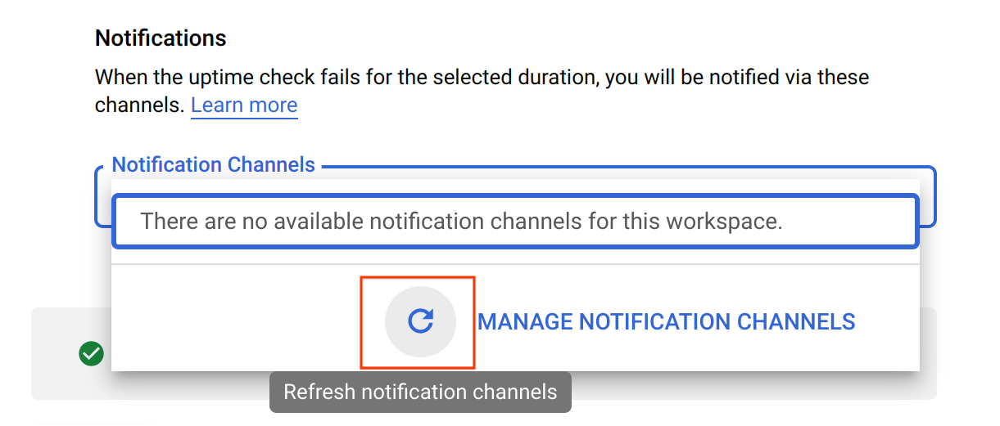 Notifications
When the uptime check fails for the selected duration, you will be notified via these
channels. Learn more
Notification Channels
There are no available notification channels for this workspace.
MANAGE NOTIFICATION CHANNELS
Refresh notification channels